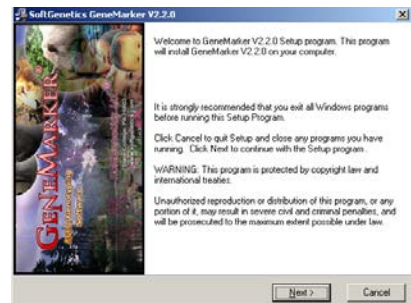 SoftGenetics GeneMarker V2.2.0
Welcome to GeneMarker V2.2.0 Setup program. This program
will install GeneMarker V2.2.0 on your computer.
It is strongly recommended that you exit all Windows programs
before running this Setup Program.
Click Cancel to quit Setup and close any programs you have
running. Click Next to continue with the Setup program.
WARNING: This program is protected by copyright law and
international treaties.
Unauthorized reproduction or distribution of this program, or any
portion of it, may result in severe civil and criminal penalties, and
will be prosecuted to the maximum extent possible under law.
GENEMARKER
Next >
Cancel